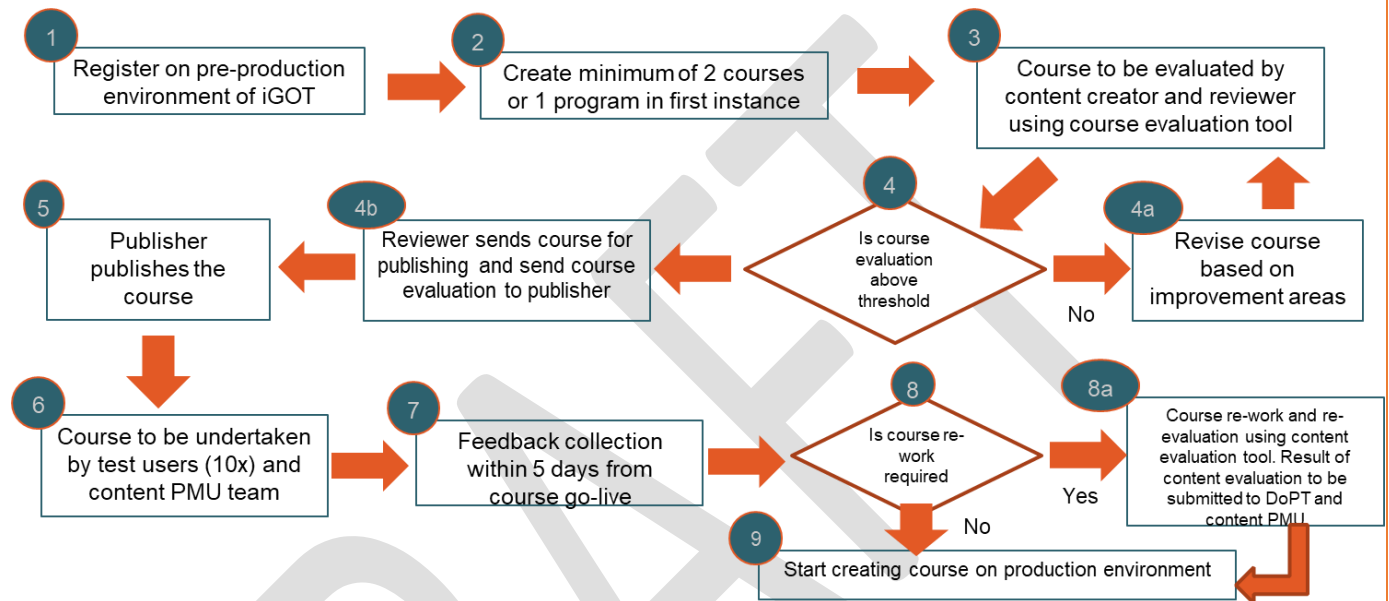 1
Register on pre-production
environment of iGOT
2
Create minimum of 2 courses
or 1 program in first instance
3
Course to be evaluated by
content creator and reviewer
using course evaluation tool
4
Is course
evaluation
above
threshold
No
4a
Revise course
based on
improvement areas
4b
Reviewer sends course for
publishing and send course
evaluation to publisher
5
Publisher
publishes the
course
6
Course to be undertaken
by test users (10x) and
content PMU team
7
Feedback collection
within 5 days from
course go-live
8
Is course re-
work
required
Yes
8a
Course re-work and re-
evaluation using content
evaluation tool. Result of
content evaluation to be
submitted to DoPT and
content PMU
No
9
Start creating course on production environment
DRAFT